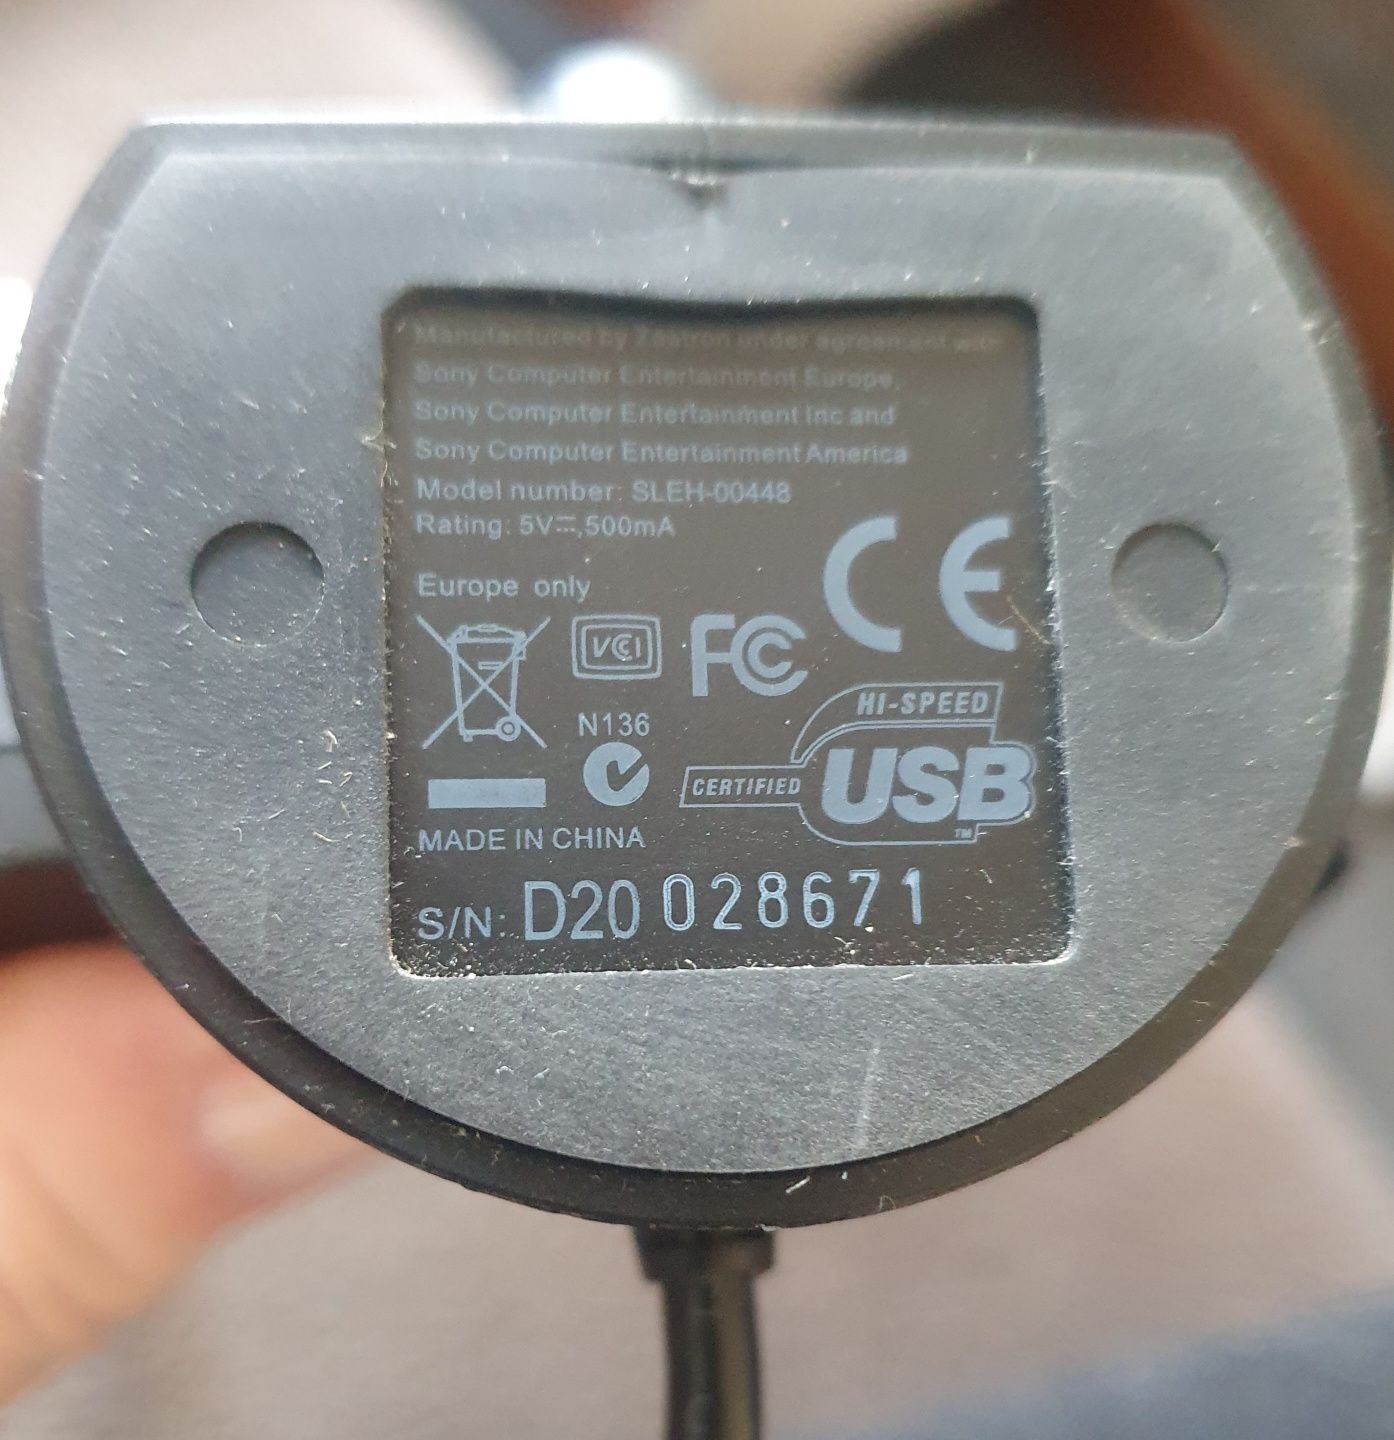 Manufactured by Zastron under agreement with
Sony Computer Entertainment Europe,
Sony Computer Entertainment Inc and
Sony Computer Entertainment America
Model number: SLEH-00448
Rating: 5V⎓,500mA
Europe only
CE
VCI
FC
HI-SPEED
N136
CERTIFIED USB
TM
MADE IN CHINA
S/N: D20 028671